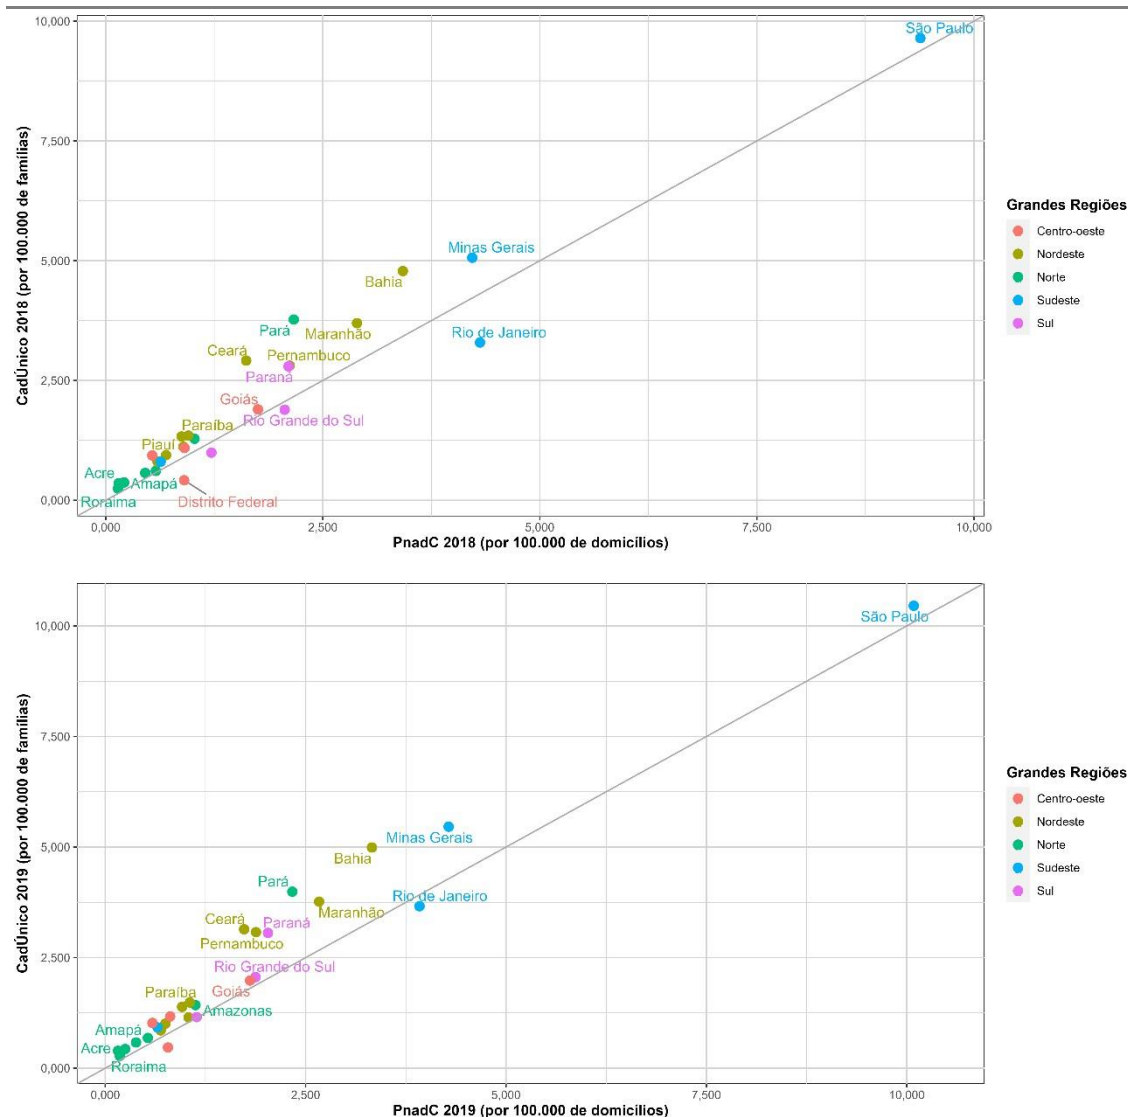 10,000
7,500
5,000
2,500
0,000
CadÚnico 2018 (por 100.000 de famílias)
São Paulo
Minas Gerais
Bahia
Rio de Janeiro
Pará
Maranhão
Ceará
Pernambuco
Paraná
Goiás
Rio Grande do Sul
Paraíba
Piauí
Acre
Amapá
Roraima
Distrito Federal
0,000 2,500 5,000 7,500 10,000
PnadC 2018 (por 100.000 de domicílios)
Grandes Regiões
Centro-oeste
Nordeste
Norte
Sudeste
Sul
10,000
7,500
5,000
2,500
0,000
CadÚnico 2019 (por 100.000 de famílias)
São Paulo
Minas Gerais
Bahia
Pará
Rio de Janeiro
Maranhão
Ceará
Paraná
Pernambuco
Rio Grande do Sul
Goiás
Paraíba
Amazonas
Amapá
Acre
Roraima
0,000 2,500 5,000 7,500 10,000
PnadC 2019 (por 100.000 de domicílios)
Grandes Regiões
Centro-oeste
Nordeste
Norte
Sudeste
Sul